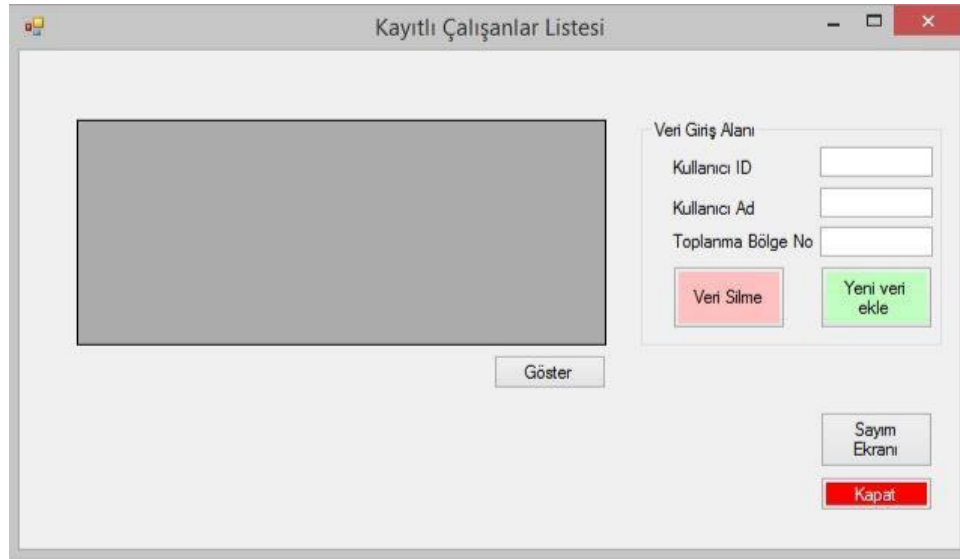 Kayıtlı Çalışanlar Listesi
Veri Giriş Alanı
Kullanıcı ID
Kullanıcı Ad
Toplanma Bölge No
Veri Silme
Yeni veri
ekle
Göster
Sayım
Ekranı
Kapat